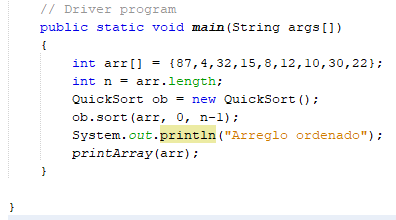 // Driver program
public static void main(String args[])
{
int arr[] = {87,4,32,15,8,12,10,30,22};
int n = arr.length;
QuickSort ob = new QuickSort();
ob.sort(arr, 0, n-1);
System.out.println("Arreglo ordenado");
printArray(arr);
}
}